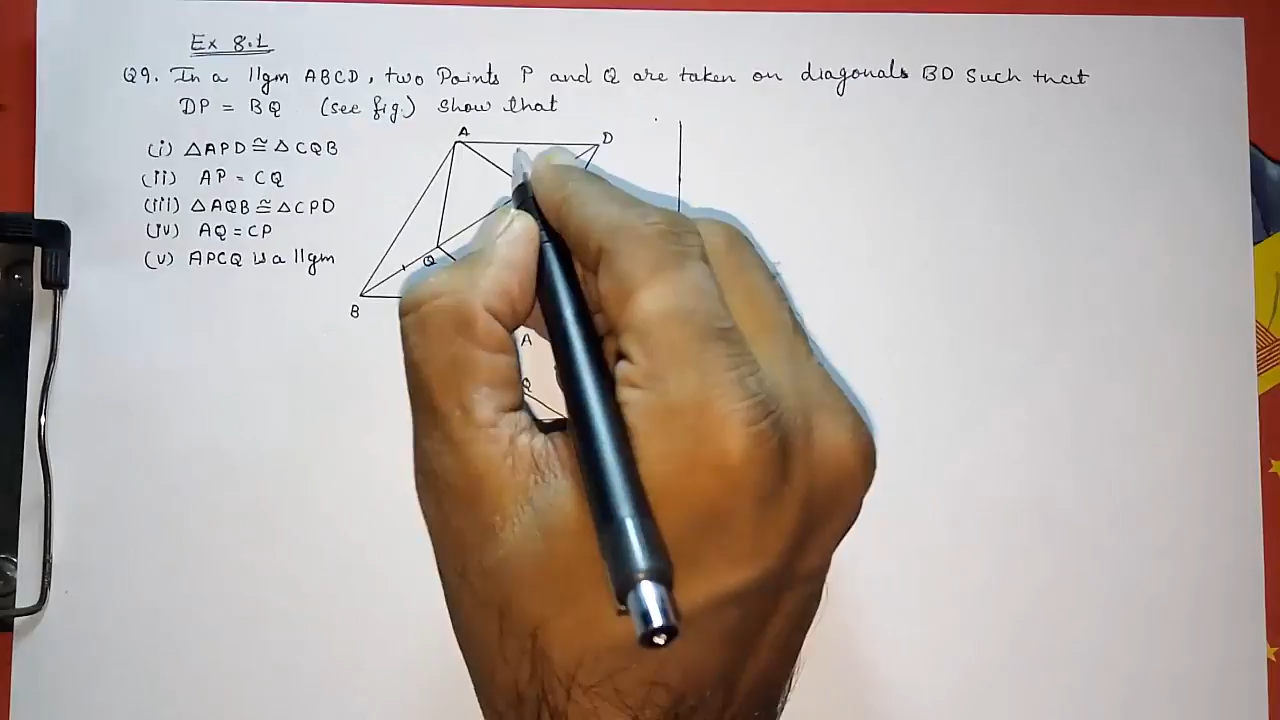 Ex 8.1
Q9. In a ||gm ABCD, two Points P and Q are taken on diagonals BD Such that
DP = BQ (see fig.) Show that
(i) △APD ≅ △CQB
(ii) AP = CQ
(iii) △AQB ≅ △CPD
(iv) AQ = CP
(v) APCQ is a ||gm
A
D
Q
B
A
Q